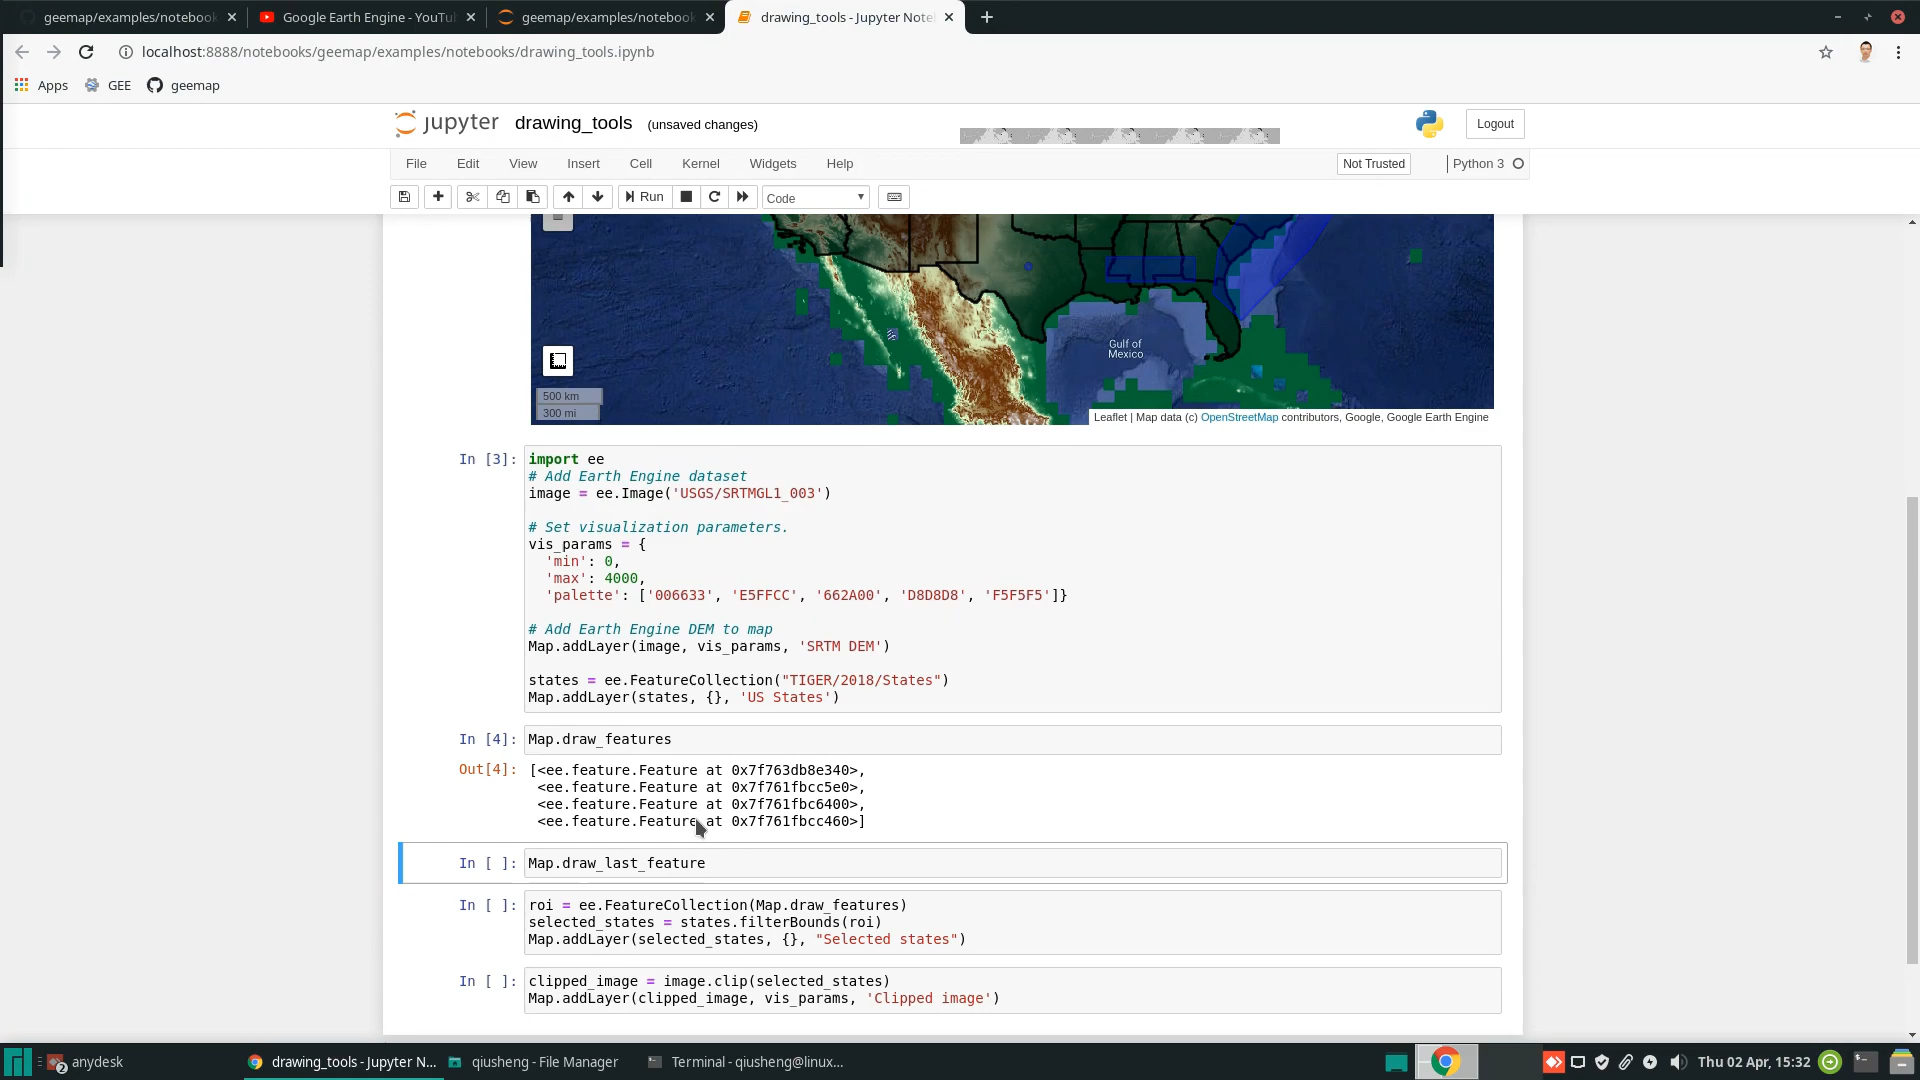 geemap/examples/notebook
Google Earth Engine - YouTu
geemap/examples/notebook
drawing_tools - Jupyter Note
localhost:8888/notebooks/geemap/examples/notebooks/drawing_tools.ipynb
Apps
GEE
geemap
jupyter
drawing_tools
(unsaved changes)
Logout
File
Edit
View
Insert
Cell
Kernel
Widgets
Help
Not Trusted
Python 3
Run
Code
Gulf of
Mexico
500 km
300 mi
Leaflet | Map data (c) OpenStreetMap contributors, Google, Google Earth Engine
In [3]:
import ee
# Add Earth Engine dataset
image = ee.Image('USGS/SRTMGL1_003')
# Set visualization parameters.
vis_params = {
'min': 0,
'max': 4000,
'palette': ['006633', 'E5FFCC', '662A00', 'D8D8D8', 'F5F5F5']}
# Add Earth Engine DEM to map
Map.addLayer(image, vis_params, 'SRTM DEM')
states = ee.FeatureCollection("TIGER/2018/States")
Map.addLayer(states, {}, 'US States')
In [4]:
Map.draw_features
Out[4]:
[<ee.feature.Feature at 0x7f763db8e340>,
<ee.feature.Feature at 0x7f761fbcc5e0>,
<ee.feature.Feature at 0x7f761fbc6400>,
<ee.feature.Feature at 0x7f761fbcc460>]
In [ ]:
Map.draw_last_feature
In [ ]:
roi = ee.FeatureCollection(Map.draw_features)
selected_states = states.filterBounds(roi)
Map.addLayer(selected_states, {}, "Selected states")
In [ ]:
clipped_image = image.clip(selected_states)
Map.addLayer(clipped_image, vis_params, 'Clipped image')
2
anydesk
drawing_tools - Jupyter N...
qiusheng - File Manager
Terminal - qiusheng@linux...
Thu 02 Apr, 15:32